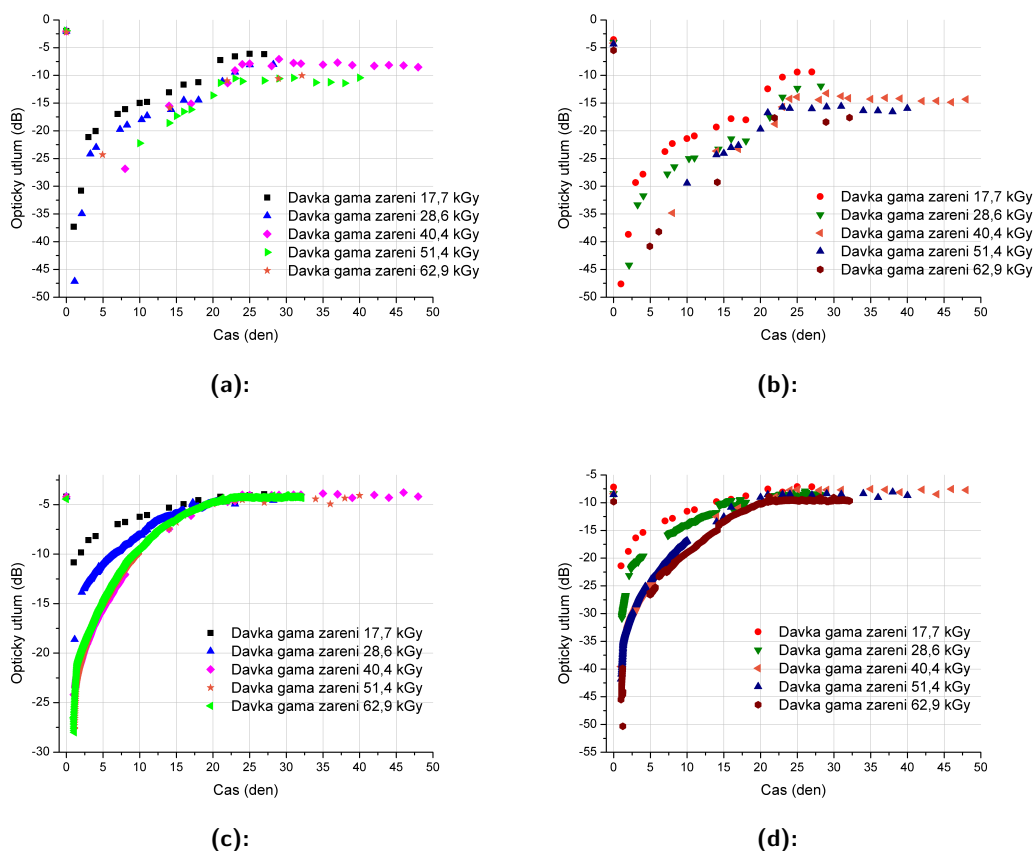 Opticky utlum (dB)
0
-5
-10
-15
-20
-25
-30
-35
-40
-45
-50
Davka gama zareni 17,7 kGy
Davka gama zareni 28,6 kGy
Davka gama zareni 40,4 kGy
Davka gama zareni 51,4 kGy
Davka gama zareni 62,9 kGy
0 5 10 15 20 25 30 35 40 45 50
Cas (den)
(a):
Opticky utlum (dB)
0
-5
-10
-15
-20
-25
-30
-35
-40
-45
-50
Davka gama zareni 17,7 kGy
Davka gama zareni 28,6 kGy
Davka gama zareni 40,4 kGy
Davka gama zareni 51,4 kGy
Davka gama zareni 62,9 kGy
0 5 10 15 20 25 30 35 40 45 50
Cas (den)
(b):
Opticky utlum (dB)
-5
-10
-15
-20
-25
-30
Davka gama zareni 17,7 kGy
Davka gama zareni 28,6 kGy
Davka gama zareni 40,4 kGy
Davka gama zareni 51,4 kGy
Davka gama zareni 62,9 kGy
0 5 10 15 20 25 30 35 40 45 50
Cas (den)
(c):
Opticky utlum (dB)
-5
-10
-15
-20
-25
-30
-35
-40
-45
-50
-55
Davka gama zareni 17,7 kGy
Davka gama zareni 28,6 kGy
Davka gama zareni 40,4 kGy
Davka gama zareni 51,4 kGy
Davka gama zareni 62,9 kGy
0 5 10 15 20 25 30 35 40 45 50
Cas (den)
(d):